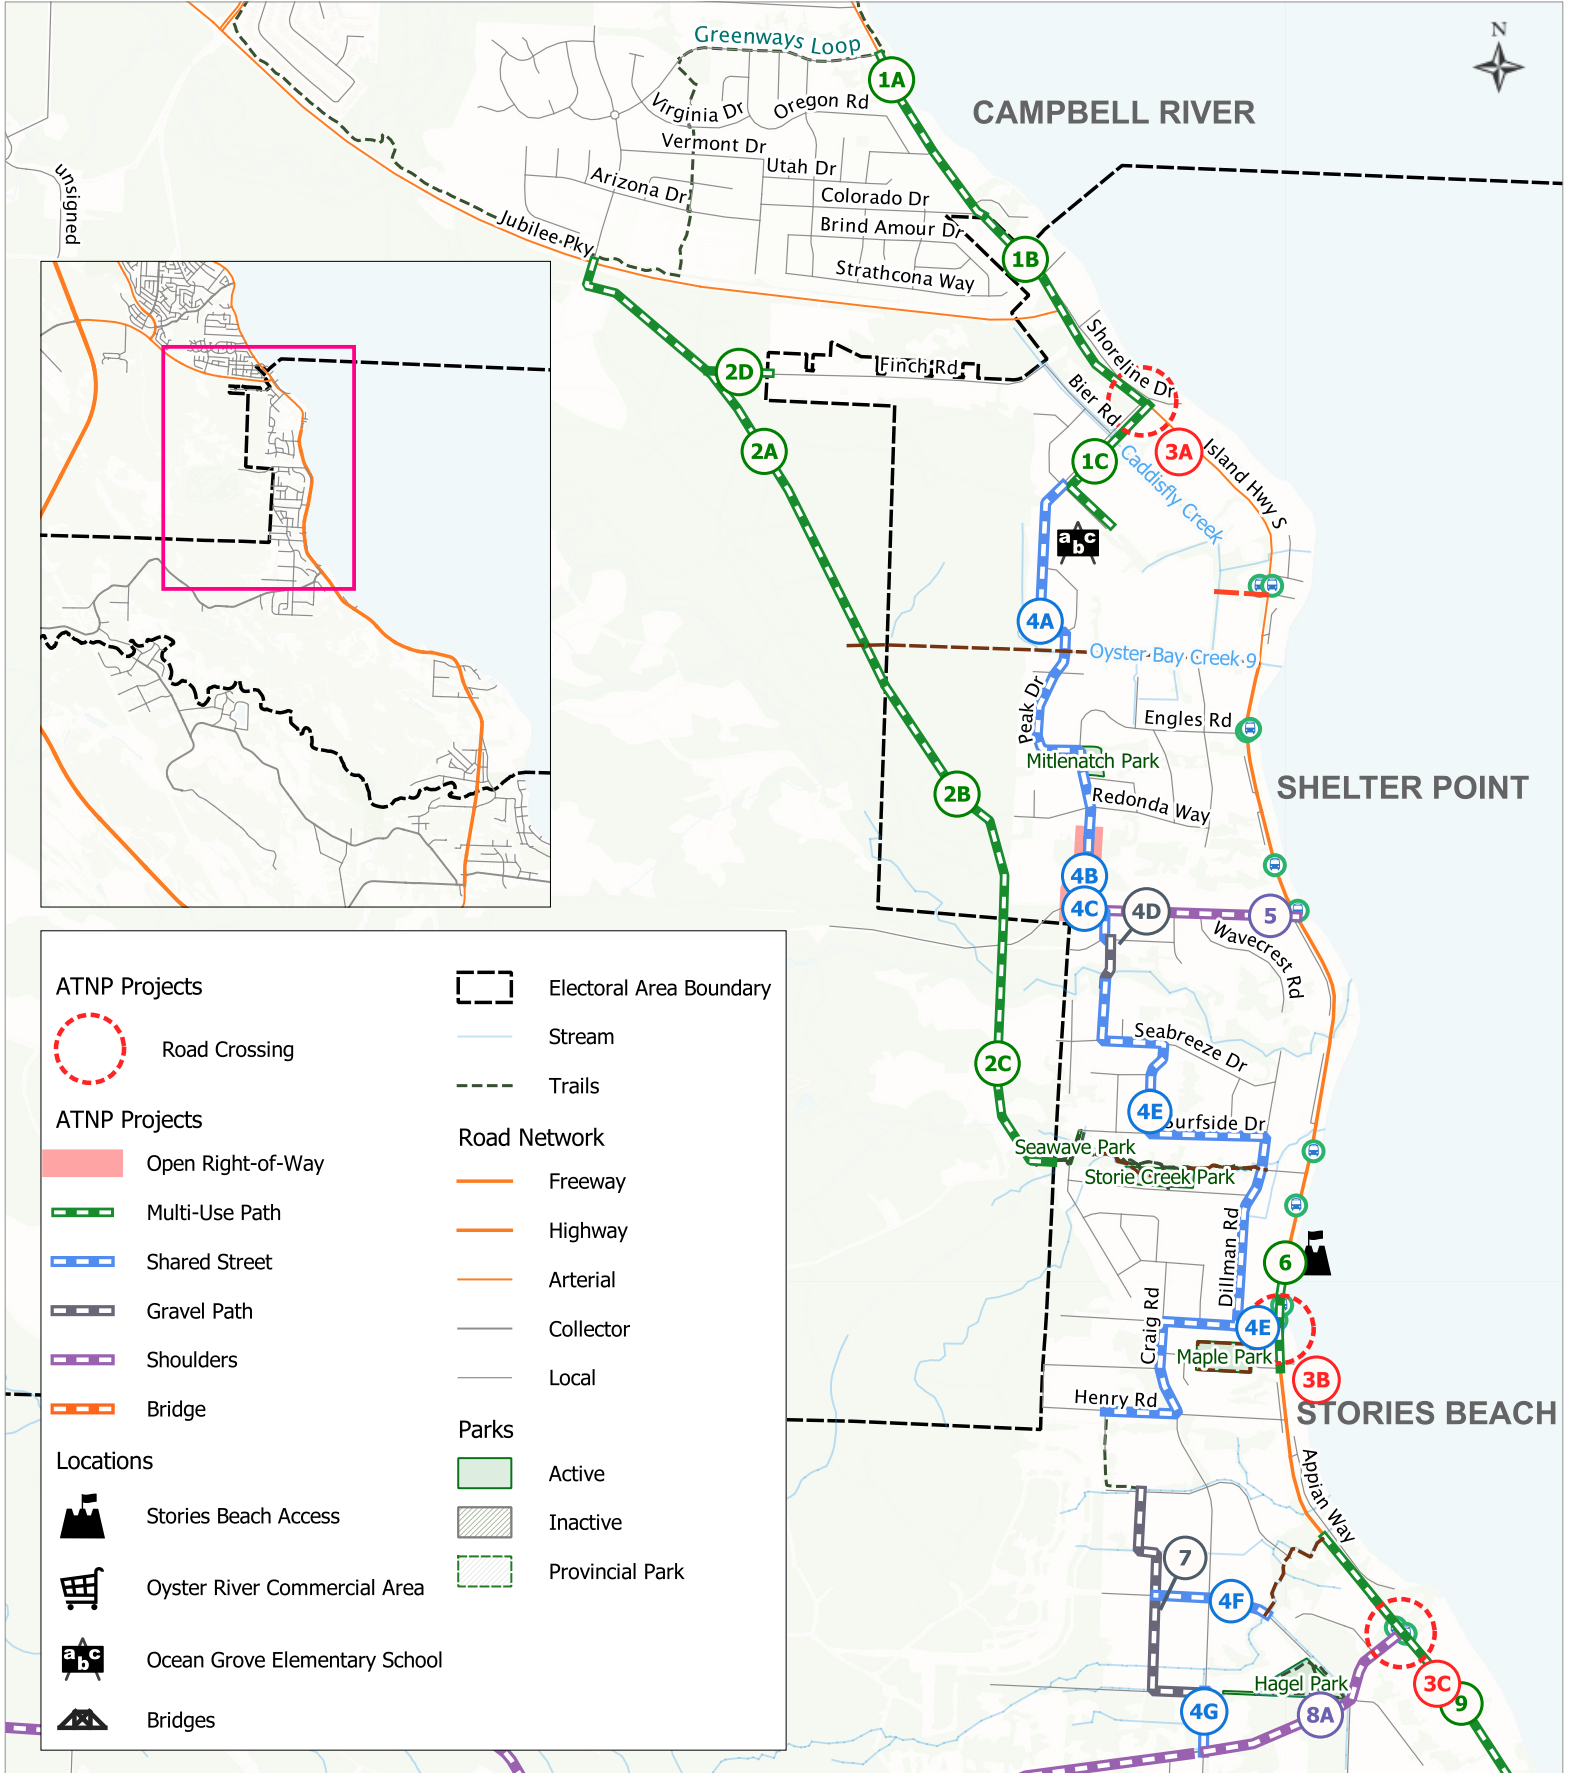 N
Greenways Loop
1A
CAMPBELL RIVER
Virginia Dr
Oregon Rd
Vermont Dr
Utah Dr
Arizona Dr
Colorado Dr
Brind Amour Dr
Jubilee Pky
Strathcona Way
unsigned
1B
Shoreline Dr
Finch Rd
2D
Bier Rd
2A
1C
3A
Island Hwy S
Caddisfly Creek
abc
4A
Oyster Bay Creek 9
Peak Dr
Engles Rd
Mitlenatch Park
SHELTER POINT
2B
Redonda Way
4B
4C
4D
5
Wavecrest Rd
Seabreeze Dr
2C
4E
Surfside Dr
Seawave Park
Storie Creek Park
Dillman Rd
6
Craig Rd
4E
Maple Park
3B
Henry Rd
STORIES BEACH
Appian Way
7
4F
Hagel Park
3C
9
4G
8A
ATNP Projects
Road Crossing
ATNP Projects
Open Right-of-Way
Multi-Use Path
Shared Street
Gravel Path
Shoulders
Bridge
Locations
Stories Beach Access
Oyster River Commercial Area
abc
Ocean Grove Elementary School
Bridges
Electoral Area Boundary
Stream
Trails
Road Network
Freeway
Highway
Arterial
Collector
Local
Parks
Active
Inactive
Provincial Park